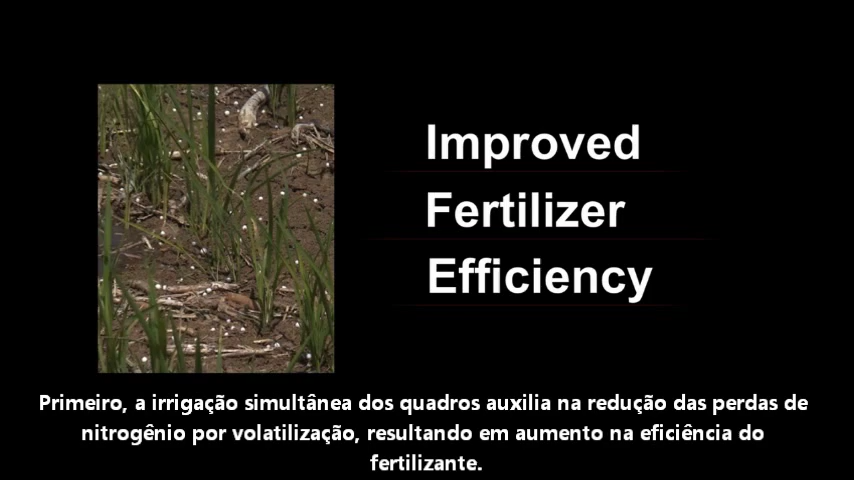 Improved
Fertilizer
Efficiency
Primeiro, a irrigação simultânea dos quadros auxilia na redução das perdas de
nitrogênio por volatilização, resultando em aumento na eficiência do
fertilizante.